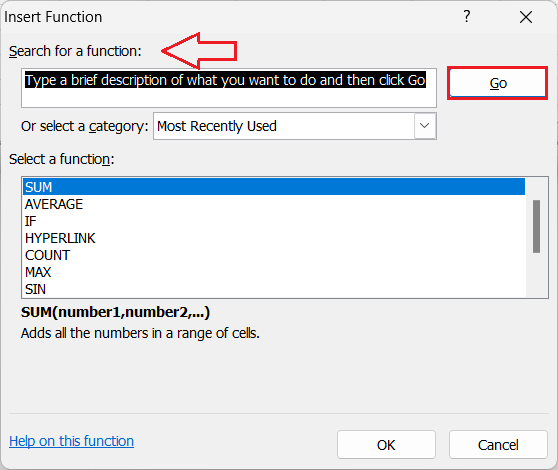 Insert Function
?
Search for a function:
Type a brief description of what you want to do and then click Go
Go
Or select a category: Most Recently Used
Select a function:
SUM
AVERAGE
IF
HYPERLINK
COUNT
MAX
SIN
SUM(number1,number2,...)
Adds all the numbers in a range of cells.
Help on this function
OK
Cancel